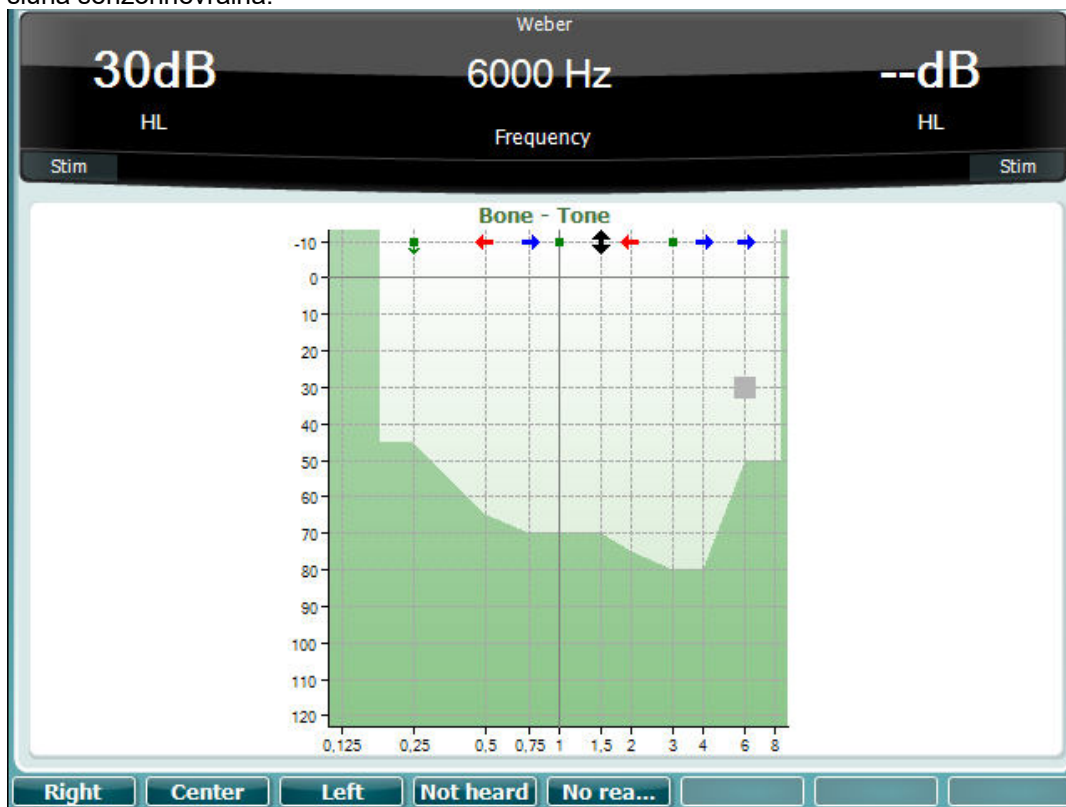 Weber
30dB 6000 Hz --dB
HL Frequency HL
Stim Stim
Bone - Tone
-10
0
10
20
30
40
50
60
70
80
90
100
110
120
0,125 0,25 0,5 0,75 1 1,5 2 3 4 6 8
Right Center Left Not heard No rea...